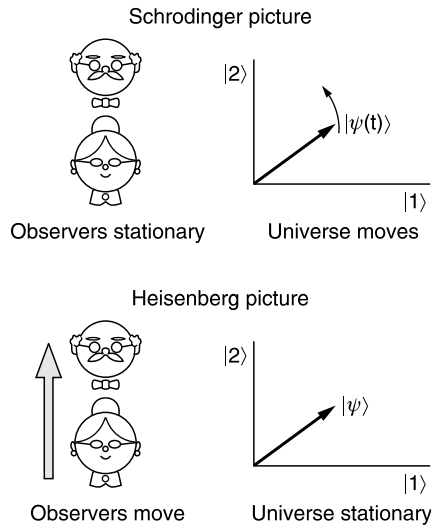 Schrodinger picture
|2⟩
|ψ(t)⟩
|1⟩
Observers stationary
Universe moves
Heisenberg picture
|2⟩
|ψ⟩
|1⟩
Observers move
Universe stationary